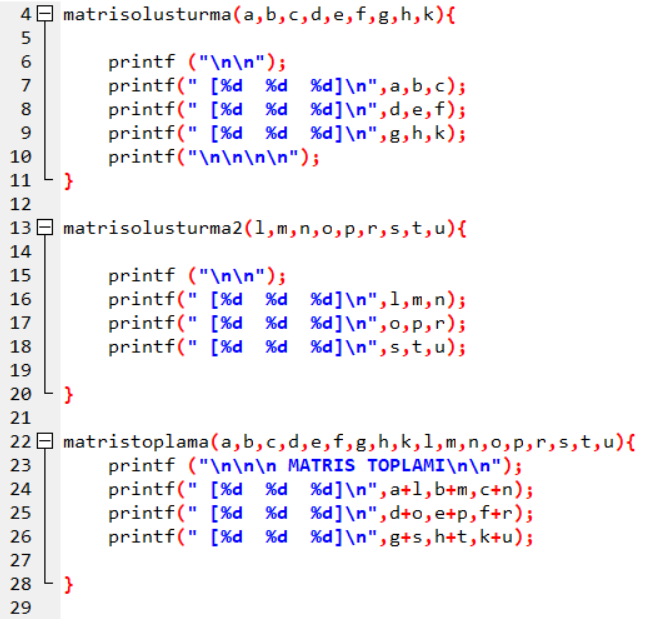 4 matrisolusturma(a,b,c,d,e,f,g,h,k){
5
6 printf ("\n\n");
7 printf(" [%d  %d  %d]\n",a,b,c);
8 printf(" [%d  %d  %d]\n",d,e,f);
9 printf(" [%d  %d  %d]\n",g,h,k);
10 printf("\n\n\n\n");
11 }
12
13 matrisolusturma2(l,m,n,o,p,r,s,t,u){
14
15 printf ("\n\n");
16 printf(" [%d  %d  %d]\n",l,m,n);
17 printf(" [%d  %d  %d]\n",o,p,r);
18 printf(" [%d  %d  %d]\n",s,t,u);
19
20 }
21
22 matristoplama(a,b,c,d,e,f,g,h,k,l,m,n,o,p,r,s,t,u){
23 printf ("\n\n\n MATRIS TOPLAMI\n\n");
24 printf(" [%d  %d  %d]\n",a+l,b+m,c+n);
25 printf(" [%d  %d  %d]\n",d+o,e+p,f+r);
26 printf(" [%d  %d  %d]\n",g+s,h+t,k+u);
27
28 }
29